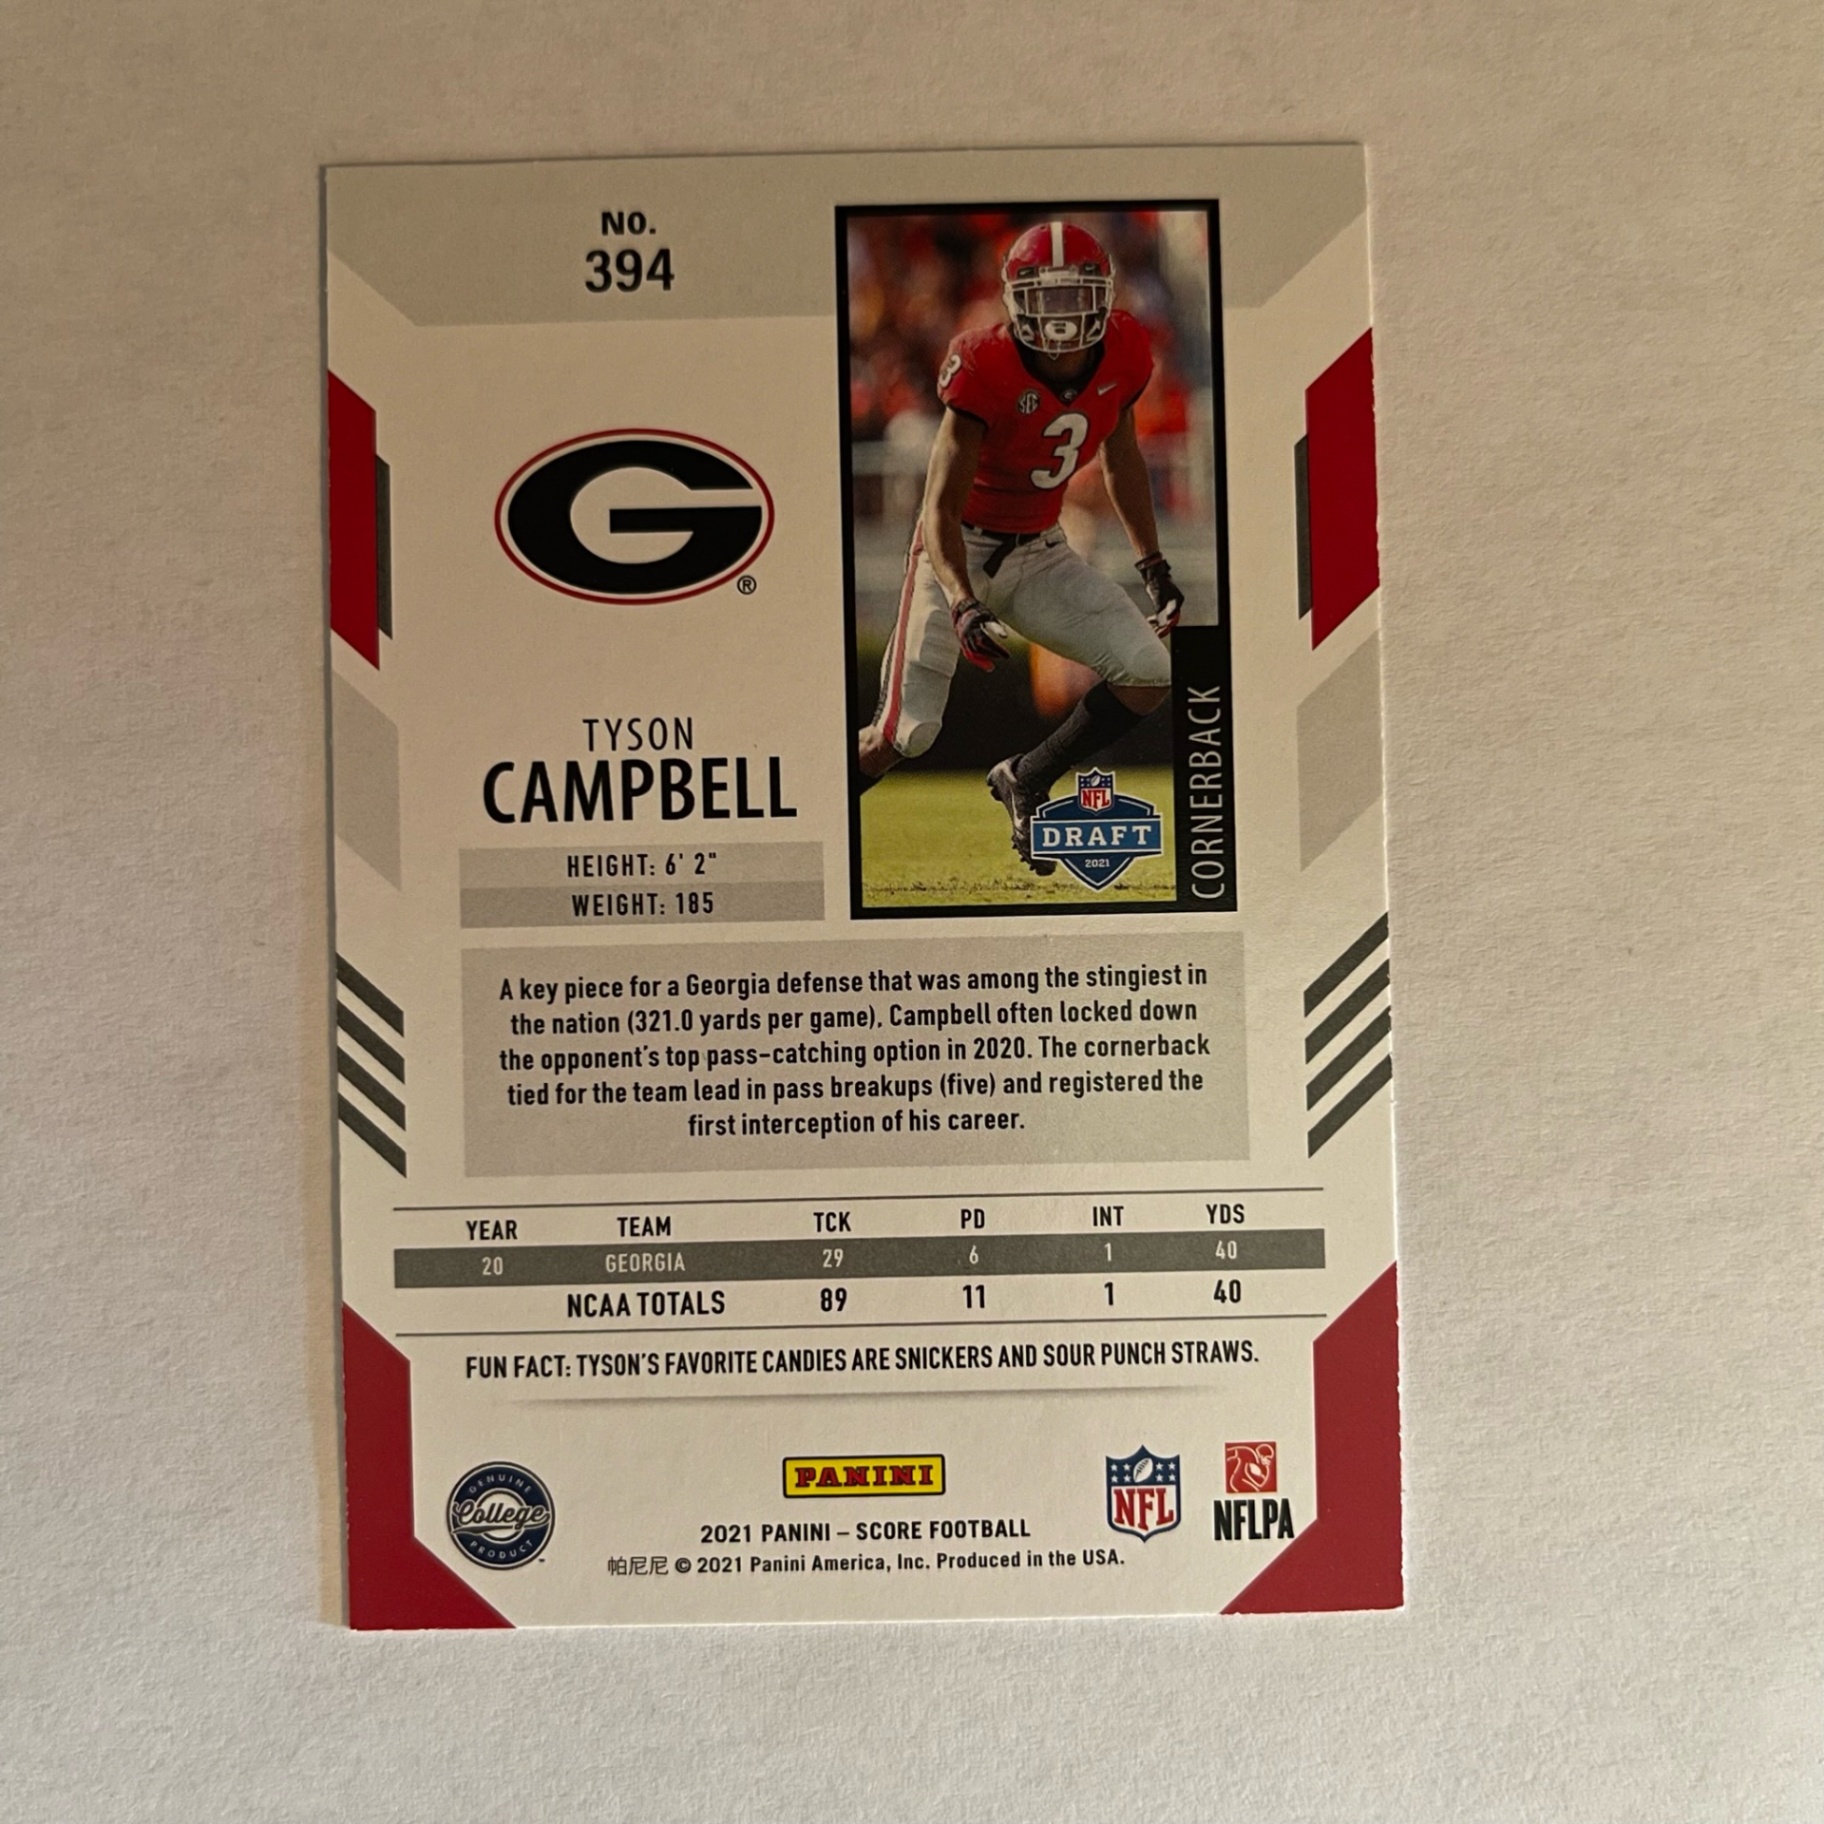 No.
394
3
3
SEC
G
G
®
TYSON
CAMPBELL
HEIGHT: 6' 2"
WEIGHT: 185
NFL
DRAFT
2021
CORNERBACK
A key piece for a Georgia defense that was among the stingiest in
the nation (321.0 yards per game), Campbell often locked down
the opponent's top pass-catching option in 2020. The cornerback
tied for the team lead in pass breakups (five) and registered the
first interception of his career.
YEAR TEAM TCK PD INT YDS
20 GEORGIA 29 6 1 40
NCAA TOTALS 89 11 1 40
FUN FACT: TYSON'S FAVORITE CANDIES ARE SNICKERS AND SOUR PUNCH STRAWS.
GENUINE
College
PRODUCT
™
PANINI
NFL
NFLPA
2021 PANINI – SCORE FOOTBALL
帕尼尼 © 2021 Panini America, Inc. Produced in the USA.